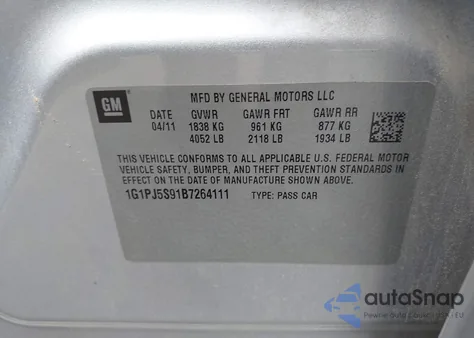 GM
MFD BY GENERAL MOTORS LLC
DATE GVWR GAWR FRT GAWR RR
04/11 1838 KG 961 KG 877 KG
4052 LB 2118 LB 1934 LB
THIS VEHICLE CONFORMS TO ALL APPLICABLE U.S. FEDERAL MOTOR
VEHICLE SAFETY, BUMPER, AND THEFT PREVENTION STANDARDS IN
EFFECT ON THE DATE OF MANUFACTURE SHOWN ABOVE.
1G1PJ5S91B7264111 TYPE: PASS CAR
autoSnap